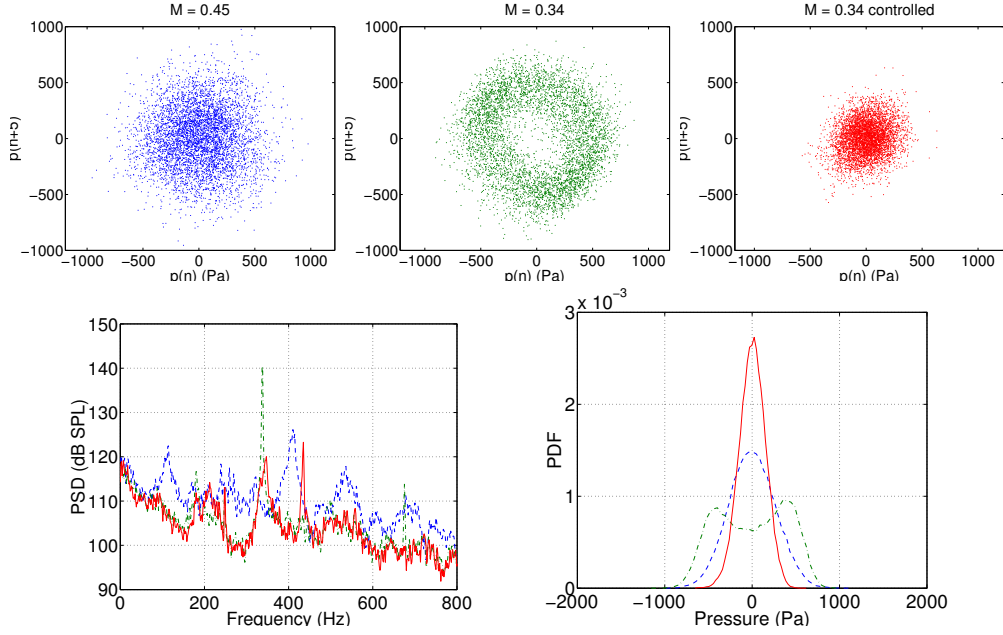 M = 0.45
M = 0.34
M = 0.34 controlled
1000
500
0
−500
−1000
−1000 −500 0 500 1000
p(n) (Pa)
1000
500
0
−500
−1000
−1000 −500 0 500 1000
p(n) (Pa)
1000
500
0
−500
−1000
−1000 −500 0 500 1000
p(n) (Pa)
150
140
130
120
110
100
90
PSD (dB SPL)
0 200 400 600 800
Frequency (Hz)
3 x 10−3
2
1
0
PDF
−2000 −1000 0 1000 2000
Pressure (Pa)